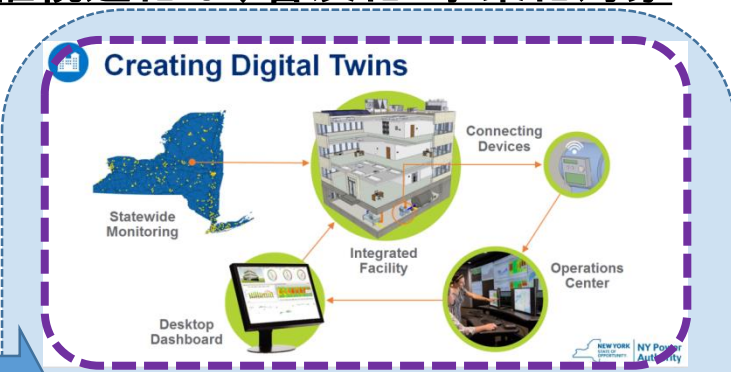 Creating Digital Twins
Connecting
Devices
Statewide
Monitoring
Integrated
Facility
Operations
Center
Desktop
Dashboard
NEW YORK
STATE OF
OPPORTUNITY
NY Power
Authority